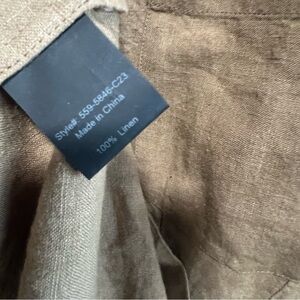 Style#: 559-5846-C23
Made in China
100% Linen